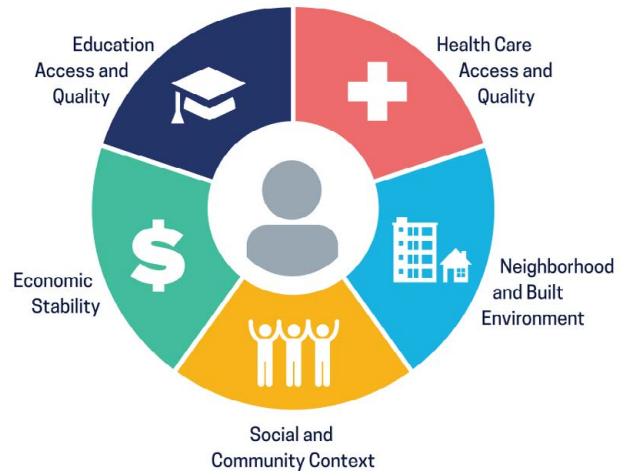 Education
Access and
Quality
Health Care
Access and
Quality
Economic
Stability
Neighborhood
and Built
Environment
Social and
Community Context